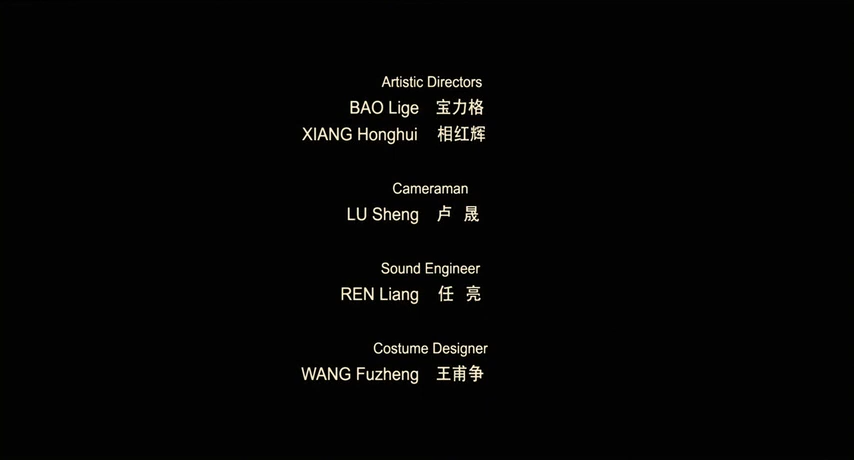 Artistic Directors
BAO Lige 宝力格
XIANG Honghui 相红辉
Cameraman
LU Sheng 卢 晟
Sound Engineer
REN Liang 任 亮
Costume Designer
WANG Fuzheng 王甫争